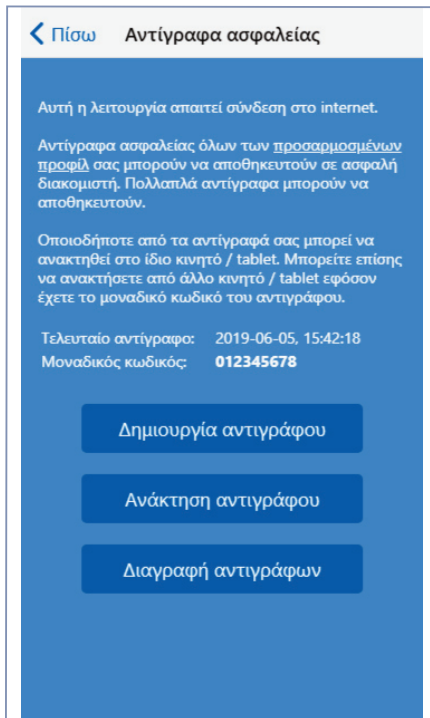 Πίσω Αντίγραφα ασφαλείας
Αυτή η λειτουργία απαιτεί σύνδεση στο internet.
Αντίγραφα ασφαλείας όλων των προσαρμοσμένων
προφίλ σας μπορούν να αποθηκευτούν σε ασφαλή
διακομιστή. Πολλαπλά αντίγραφα μπορούν να
αποθηκευτούν.
Οποιοδήποτε από τα αντίγραφά σας μπορεί να
ανακτηθεί στο ίδιο κινητό / tablet. Μπορείτε επίσης
να ανακτήσετε από άλλο κινητό / tablet εφόσον
έχετε το μοναδικό κωδικό του αντιγράφου.
Τελευταίο αντίγραφο: 2019-06-05, 15:42:18
Μοναδικός κωδικός: 012345678
Δημιουργία αντιγράφου
Ανάκτηση αντιγράφου
Διαγραφή αντιγράφων